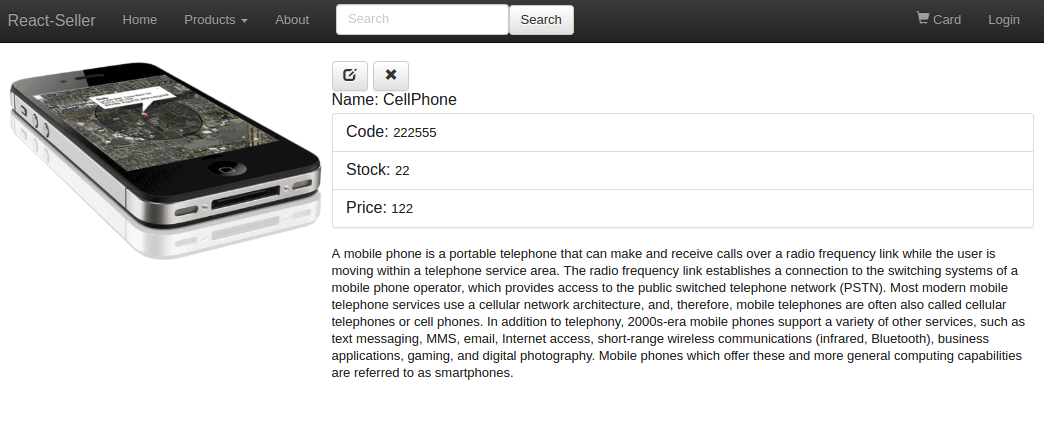 React-Seller Home Products About Search Search Card Login
Name: CellPhone
Code: 222555
Stock: 22
Price: 122
A mobile phone is a portable telephone that can make and receive calls over a radio frequency link while the user is
moving within a telephone service area. The radio frequency link establishes a connection to the switching systems of a
mobile phone operator, which provides access to the public switched telephone network (PSTN). Most modern mobile
telephone services use a cellular network architecture, and, therefore, mobile telephones are often also called cellular
telephones or cell phones. In addition to telephony, 2000s-era mobile phones support a variety of other services, such as
text messaging, MMS, email, Internet access, short-range wireless communications (infrared, Bluetooth), business
applications, gaming, and digital photography. Mobile phones which offer these and more general computing capabilities
are referred to as smartphones.